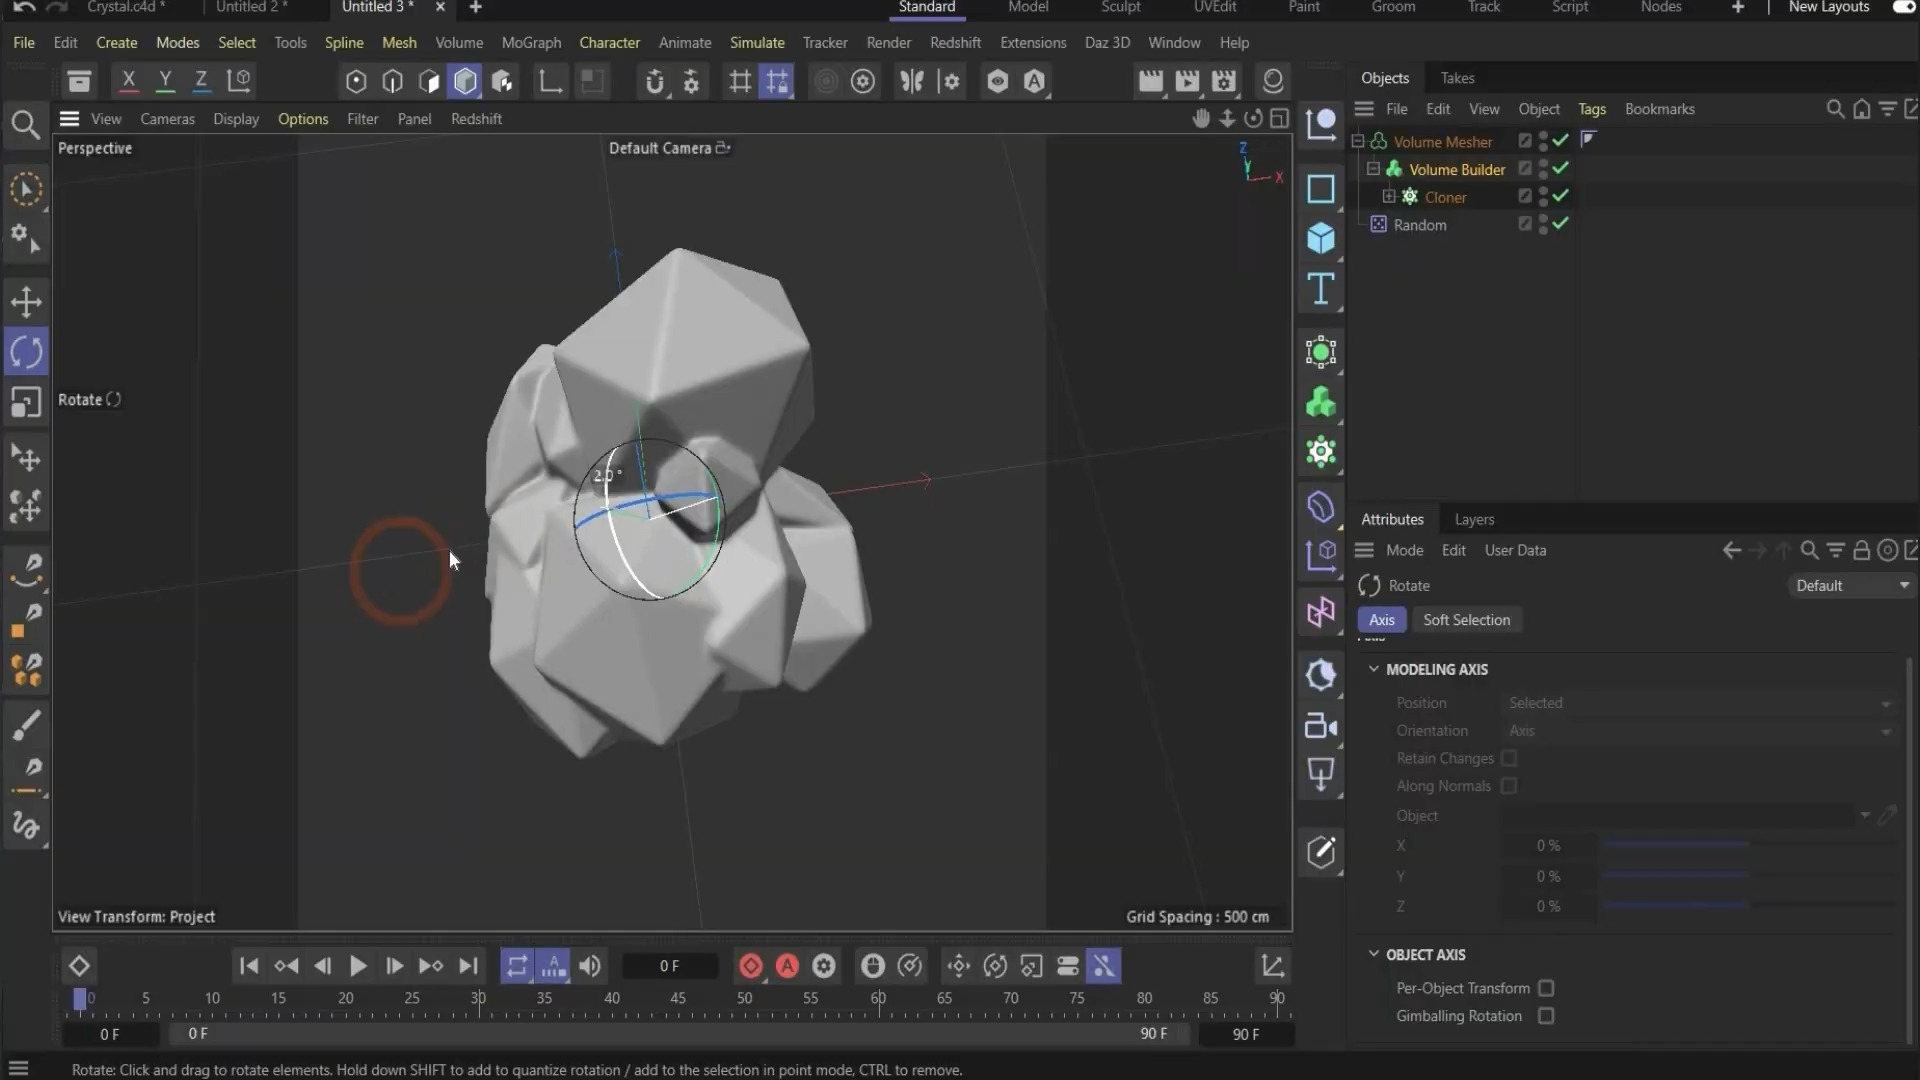 Crystal.c4d *
Untitled 2 *
Untitled 3 *
Standard
Model
Sculpt
UVEdit
Paint
Groom
Track
Script
Nodes
New Layouts
File Edit Create Modes Select Tools Spline Mesh Volume MoGraph Character Animate Simulate Tracker Render Redshift Extensions Daz 3D Window Help
X Y Z
Objects Takes
View Cameras Display Options Filter Panel Redshift
File Edit View Object Tags Bookmarks
Perspective
Default Camera
Z
Y
X
Volume Mesher
Volume Builder
Cloner
Random
Rotate
2.0 °
Attributes Layers
Mode Edit User Data
Rotate
Default
Axis Soft Selection
MODELING AXIS
Position Selected
Orientation Axis
Retain Changes
Along Normals
Object
X 0 %
Y 0 %
Z 0 %
View Transform: Project
Grid Spacing : 500 cm
OBJECT AXIS
Per-Object Transform
Gimballing Rotation
0 F
0 5 10 15 20 25 30 35 40 45 50 55 60 65 70 75 80 85 90
0 F
0 F
90 F
90 F
Rotate: Click and drag to rotate elements. Hold down SHIFT to add to quantize rotation / add to the selection in point mode, CTRL to remove.